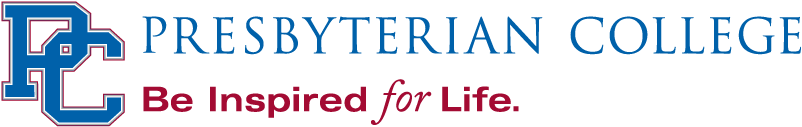 PC PRESBYTERIAN COLLEGE
Be Inspired for Life.